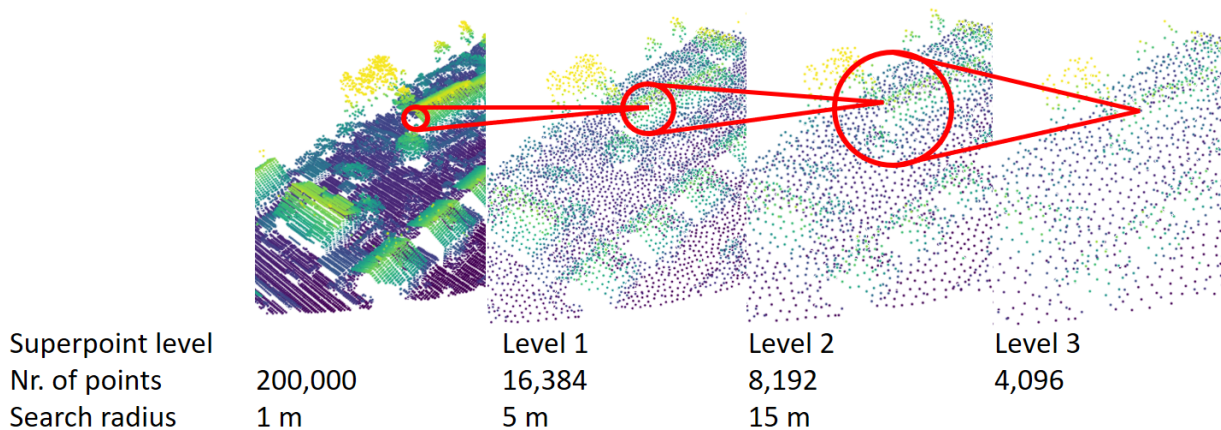 Superpoint level Level 1 Level 2 Level 3
Nr. of points 200,000 16,384 8,192 4,096
Search radius 1 m 5 m 15 m